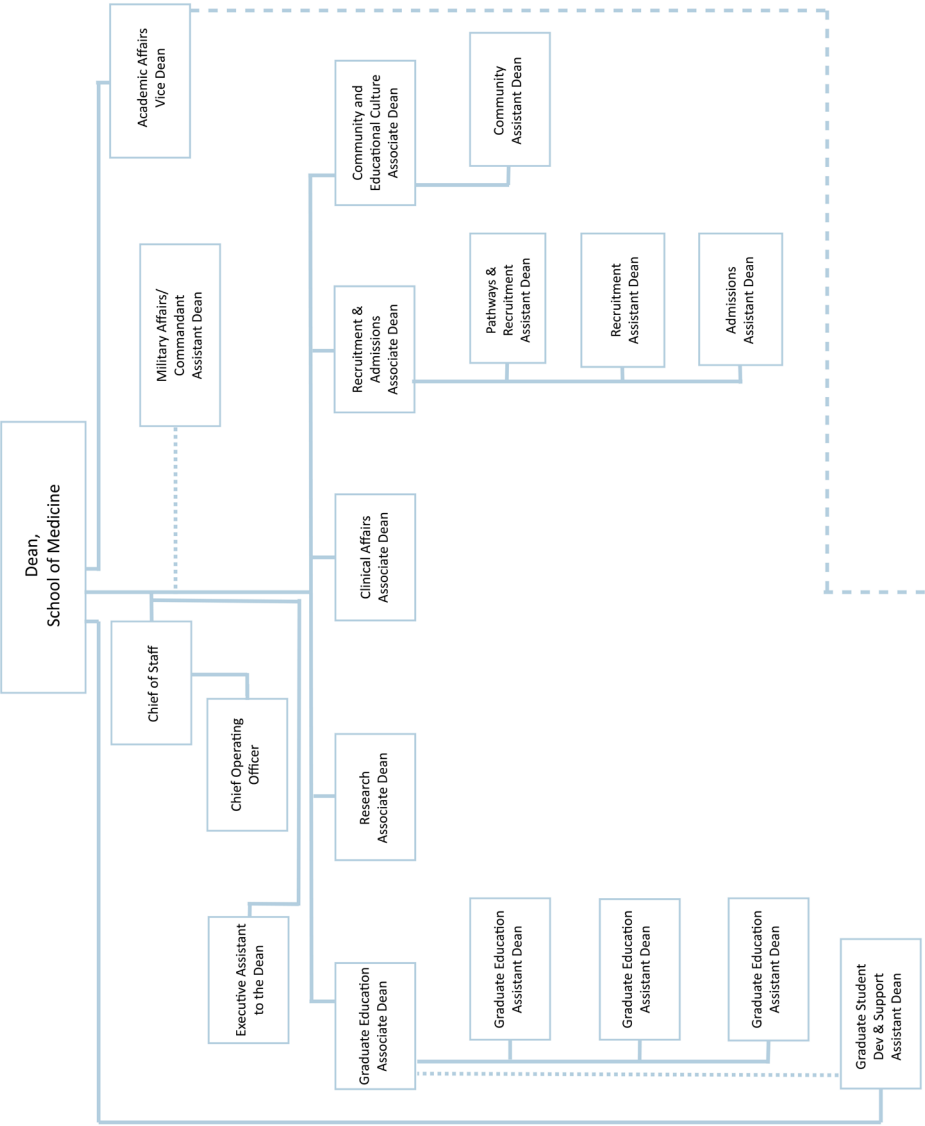 Dean,
School of Medicine
Academic Affairs
Vice Dean
Military Affairs/
Commandant
Assistant Dean
Chief of Staff
Chief Operating
Officer
Executive Assistant
to the Dean
Graduate Education
Associate Dean
Research
Associate Dean
Clinical Affairs
Associate Dean
Recruitment &
Admissions
Associate Dean
Community and
Educational Culture
Associate Dean
Graduate Education
Assistant Dean
Graduate Education
Assistant Dean
Graduate Education
Assistant Dean
Graduate Student
Dev & Support
Assistant Dean
Pathways &
Recruitment
Assistant Dean
Recruitment
Assistant Dean
Admissions
Assistant Dean
Community
Assistant Dean